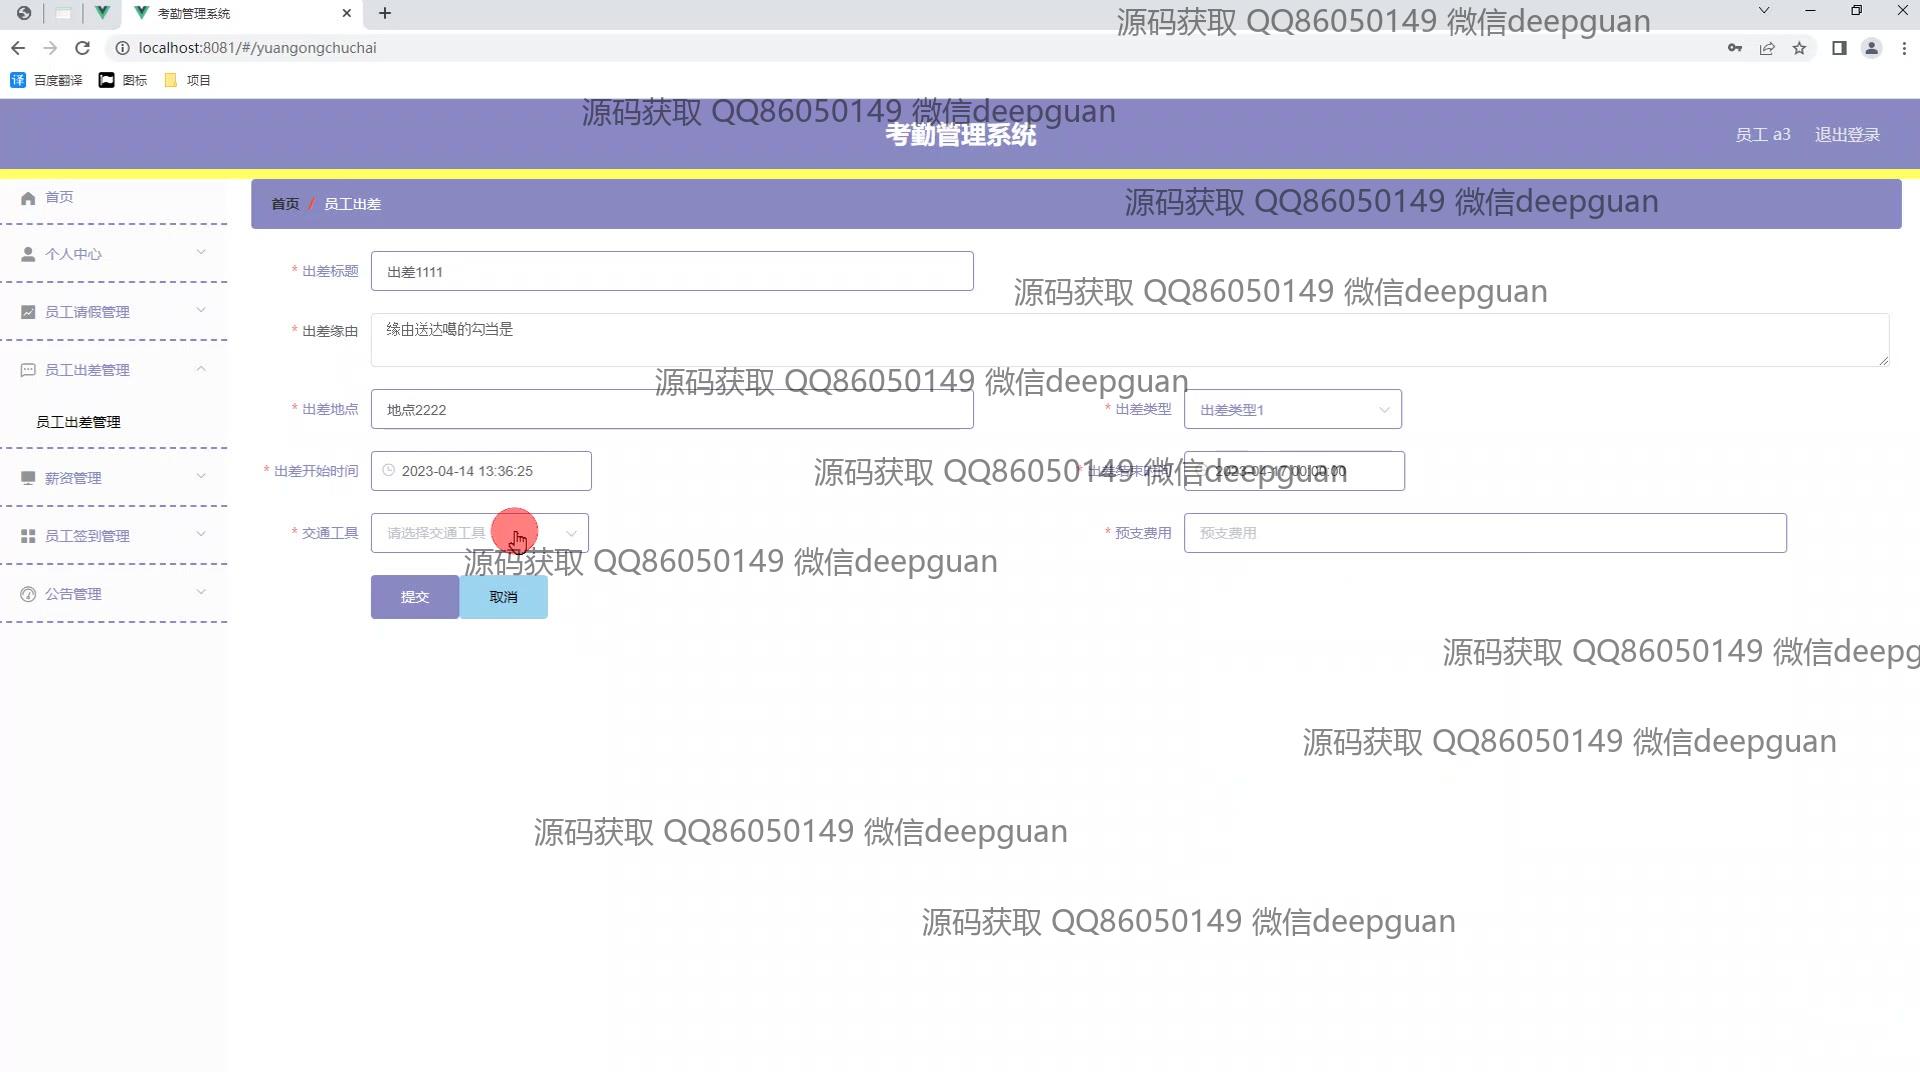 考勤管理系统
源码获取 QQ86050149 微信deepguan
localhost:8081/#/yuangongchuchai
百度翻译 图标 项目
源码获取 QQ86050149 微信deepguan
考勤管理系统
员工 a3 退出登录
首页
首页 / 员工出差
源码获取 QQ86050149 微信deepguan
个人中心
* 出差标题 出差1111
源码获取 QQ86050149 微信deepguan
员工请假管理
* 出差缘由 缘由送达噶的勾当是
员工出差管理
源码获取 QQ86050149 微信deepguan
* 出差地点 地点2222 * 出差类型 出差类型1
员工出差管理
* 出差开始时间 2023-04-14 13:36:25 * 出差结束时间 2023-04-17 00:00:00
源码获取 QQ86050149 微信deepguan
薪资管理
* 交通工具 请选择交通工具 * 预支费用 预支费用
员工签到管理
源码获取 QQ86050149 微信deepguan
公告管理
提交 取消
源码获取 QQ86050149 微信deepg
源码获取 QQ86050149 微信deepguan
源码获取 QQ86050149 微信deepguan
源码获取 QQ86050149 微信deepguan